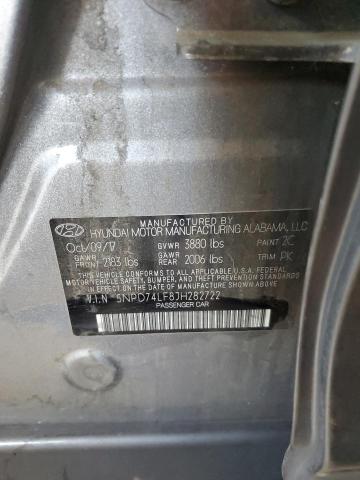 MANUFACTURED BY
HYUNDAI MOTOR MANUFACTURING ALABAMA, LLC
Oct/09/17 GVWR 3880 lbs PAINT 2C
GAWR FRONT 2183 lbs GAWR REAR 2006 lbs TRIM PK
THIS VEHICLE CONFORMS TO ALL APPLICABLE FEDERAL
MOTOR VEHICLE SAFETY, BUMPER, AND THEFT PREVENTION
STANDARDS IN EFFECT ON THE DATE OF MANUFACTURE SHOWN ABOVE.
V.I.N 5NPD74LF8JH282722
PASSENGER CAR